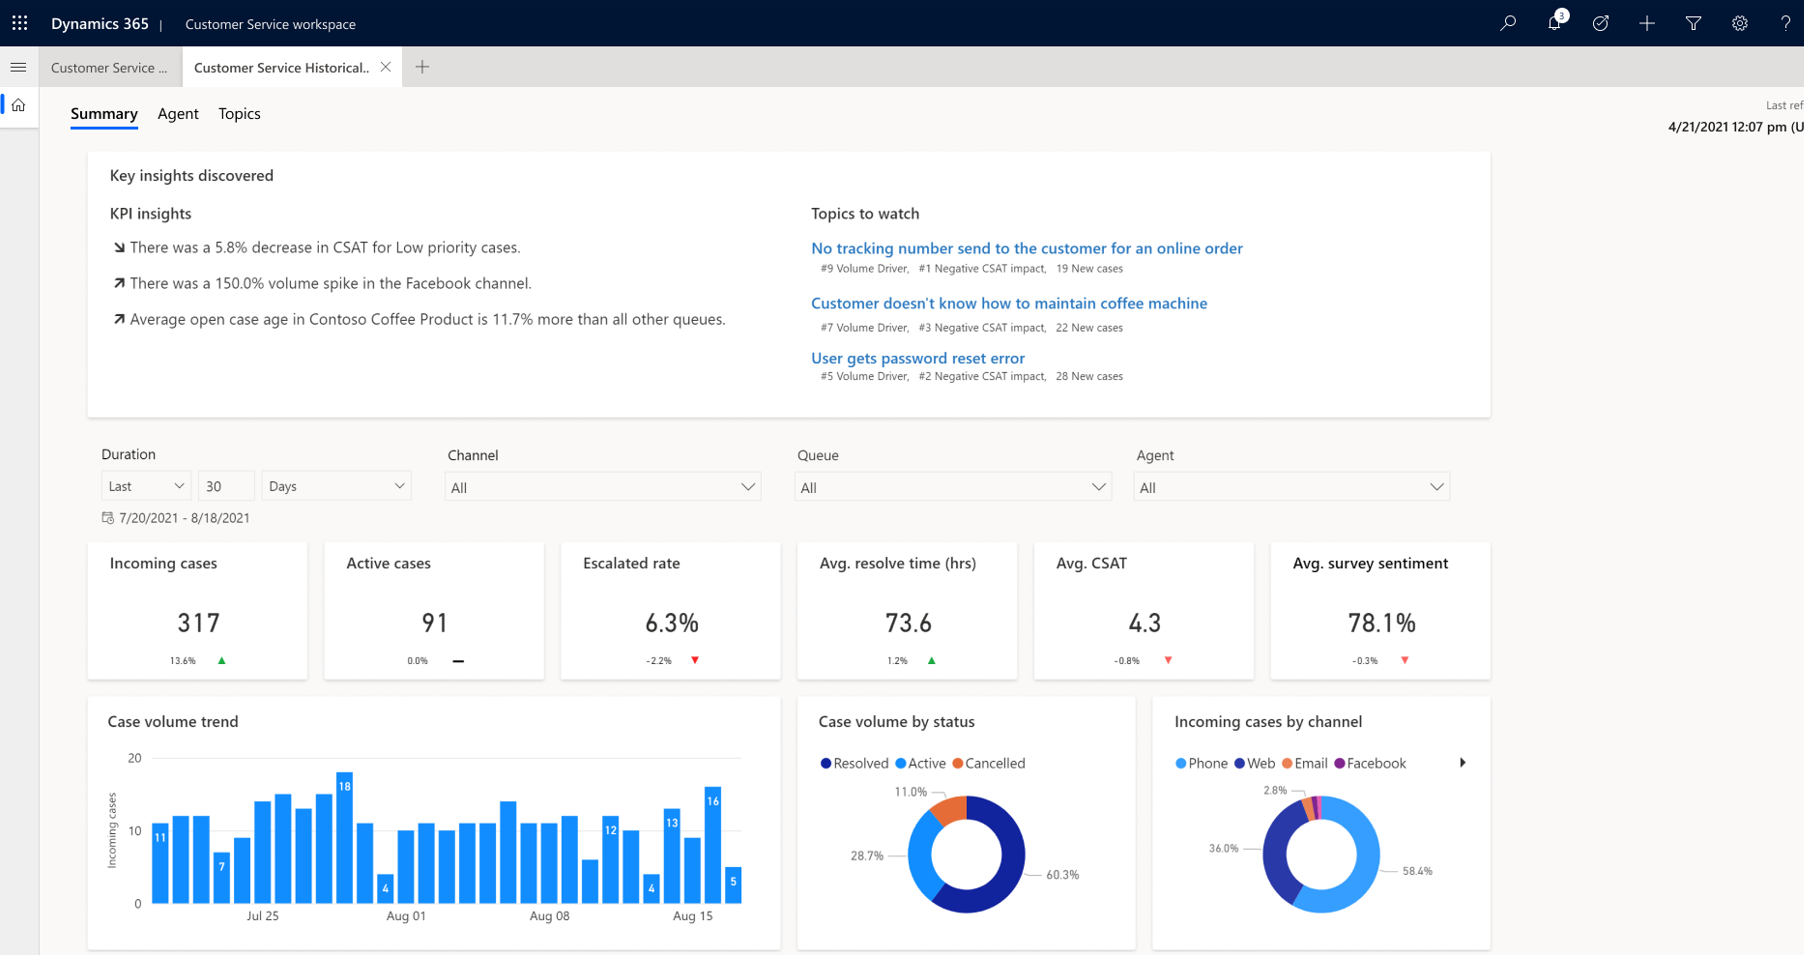 Dynamics 365 | Customer Service workspace
3
?
Customer Service ...
Customer Service Historical..
Summary
Agent
Topics
Last ref
4/21/2021 12:07 pm (U
Key insights discovered
KPI insights
There was a 5.8% decrease in CSAT for Low priority cases.
There was a 150.0% volume spike in the Facebook channel.
Average open case age in Contoso Coffee Product is 11.7% more than all other queues.
Topics to watch
No tracking number send to the customer for an online order
#9 Volume Driver, #1 Negative CSAT impact, 19 New cases
Customer doesn't know how to maintain coffee machine
#7 Volume Driver, #3 Negative CSAT impact, 22 New cases
User gets password reset error
#5 Volume Driver, #2 Negative CSAT impact, 28 New cases
Duration
Last
30
Days
7/20/2021 - 8/18/2021
Channel
All
Queue
All
Agent
All
Incoming cases
317
13.6%
Active cases
91
0.0%
Escalated rate
6.3%
-2.2%
Avg. resolve time (hrs)
73.6
1.2%
Avg. CSAT
4.3
-0.8%
Avg. survey sentiment
78.1%
-0.3%
Case volume trend
Incoming cases
20
10
0
11
7
18
4
12
4
13
16
5
Jul 25
Aug 01
Aug 08
Aug 15
Case volume by status
Resolved Active Cancelled
11.0%
28.7%
60.3%
Incoming cases by channel
Phone Web Email Facebook
2.8%
36.0%
58.4%